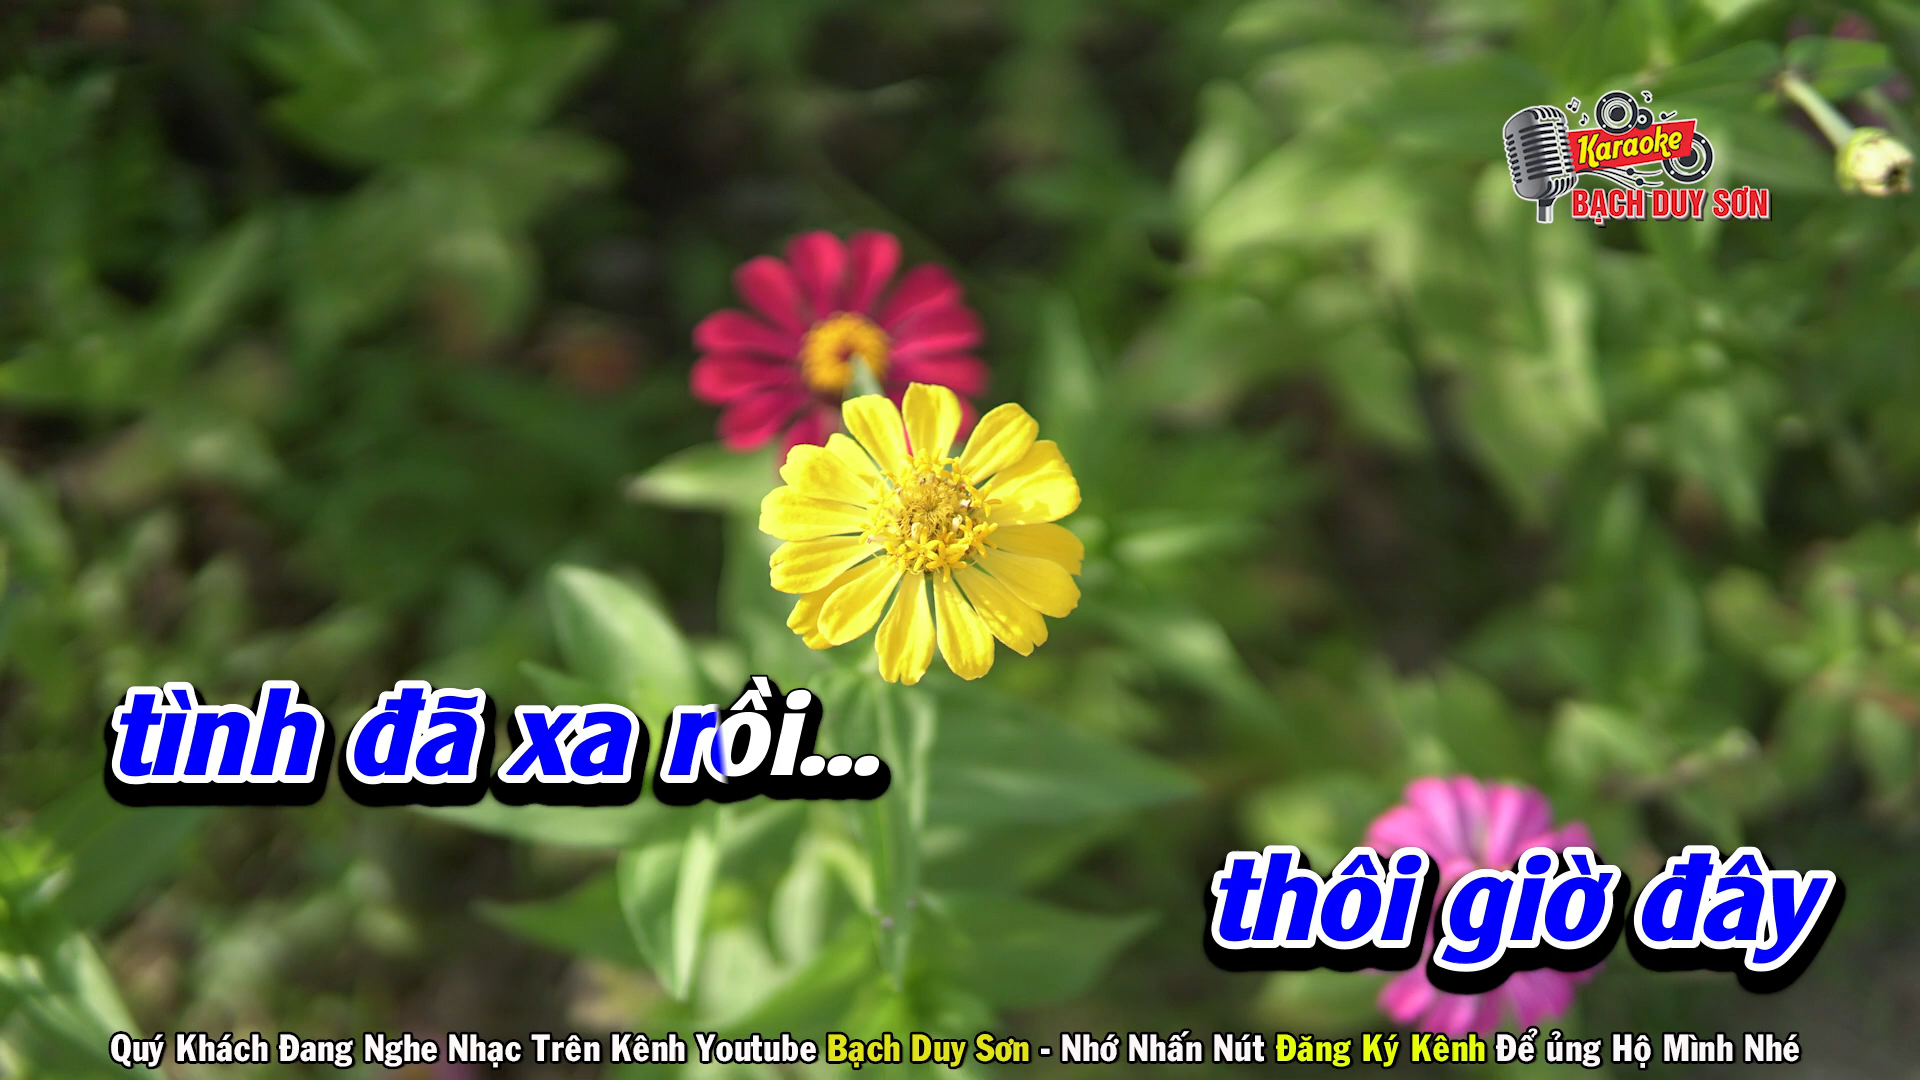 Karaoke
BẠCH DUY SƠN
tình đã xa rồi...
thôi giờ đây
Quý Khách Đang Nghe Nhạc Trên Kênh Youtube Bạch Duy Sơn - Nhớ Nhấn Nút Đăng Ký Kênh Để ủng Hộ Mình Nhé